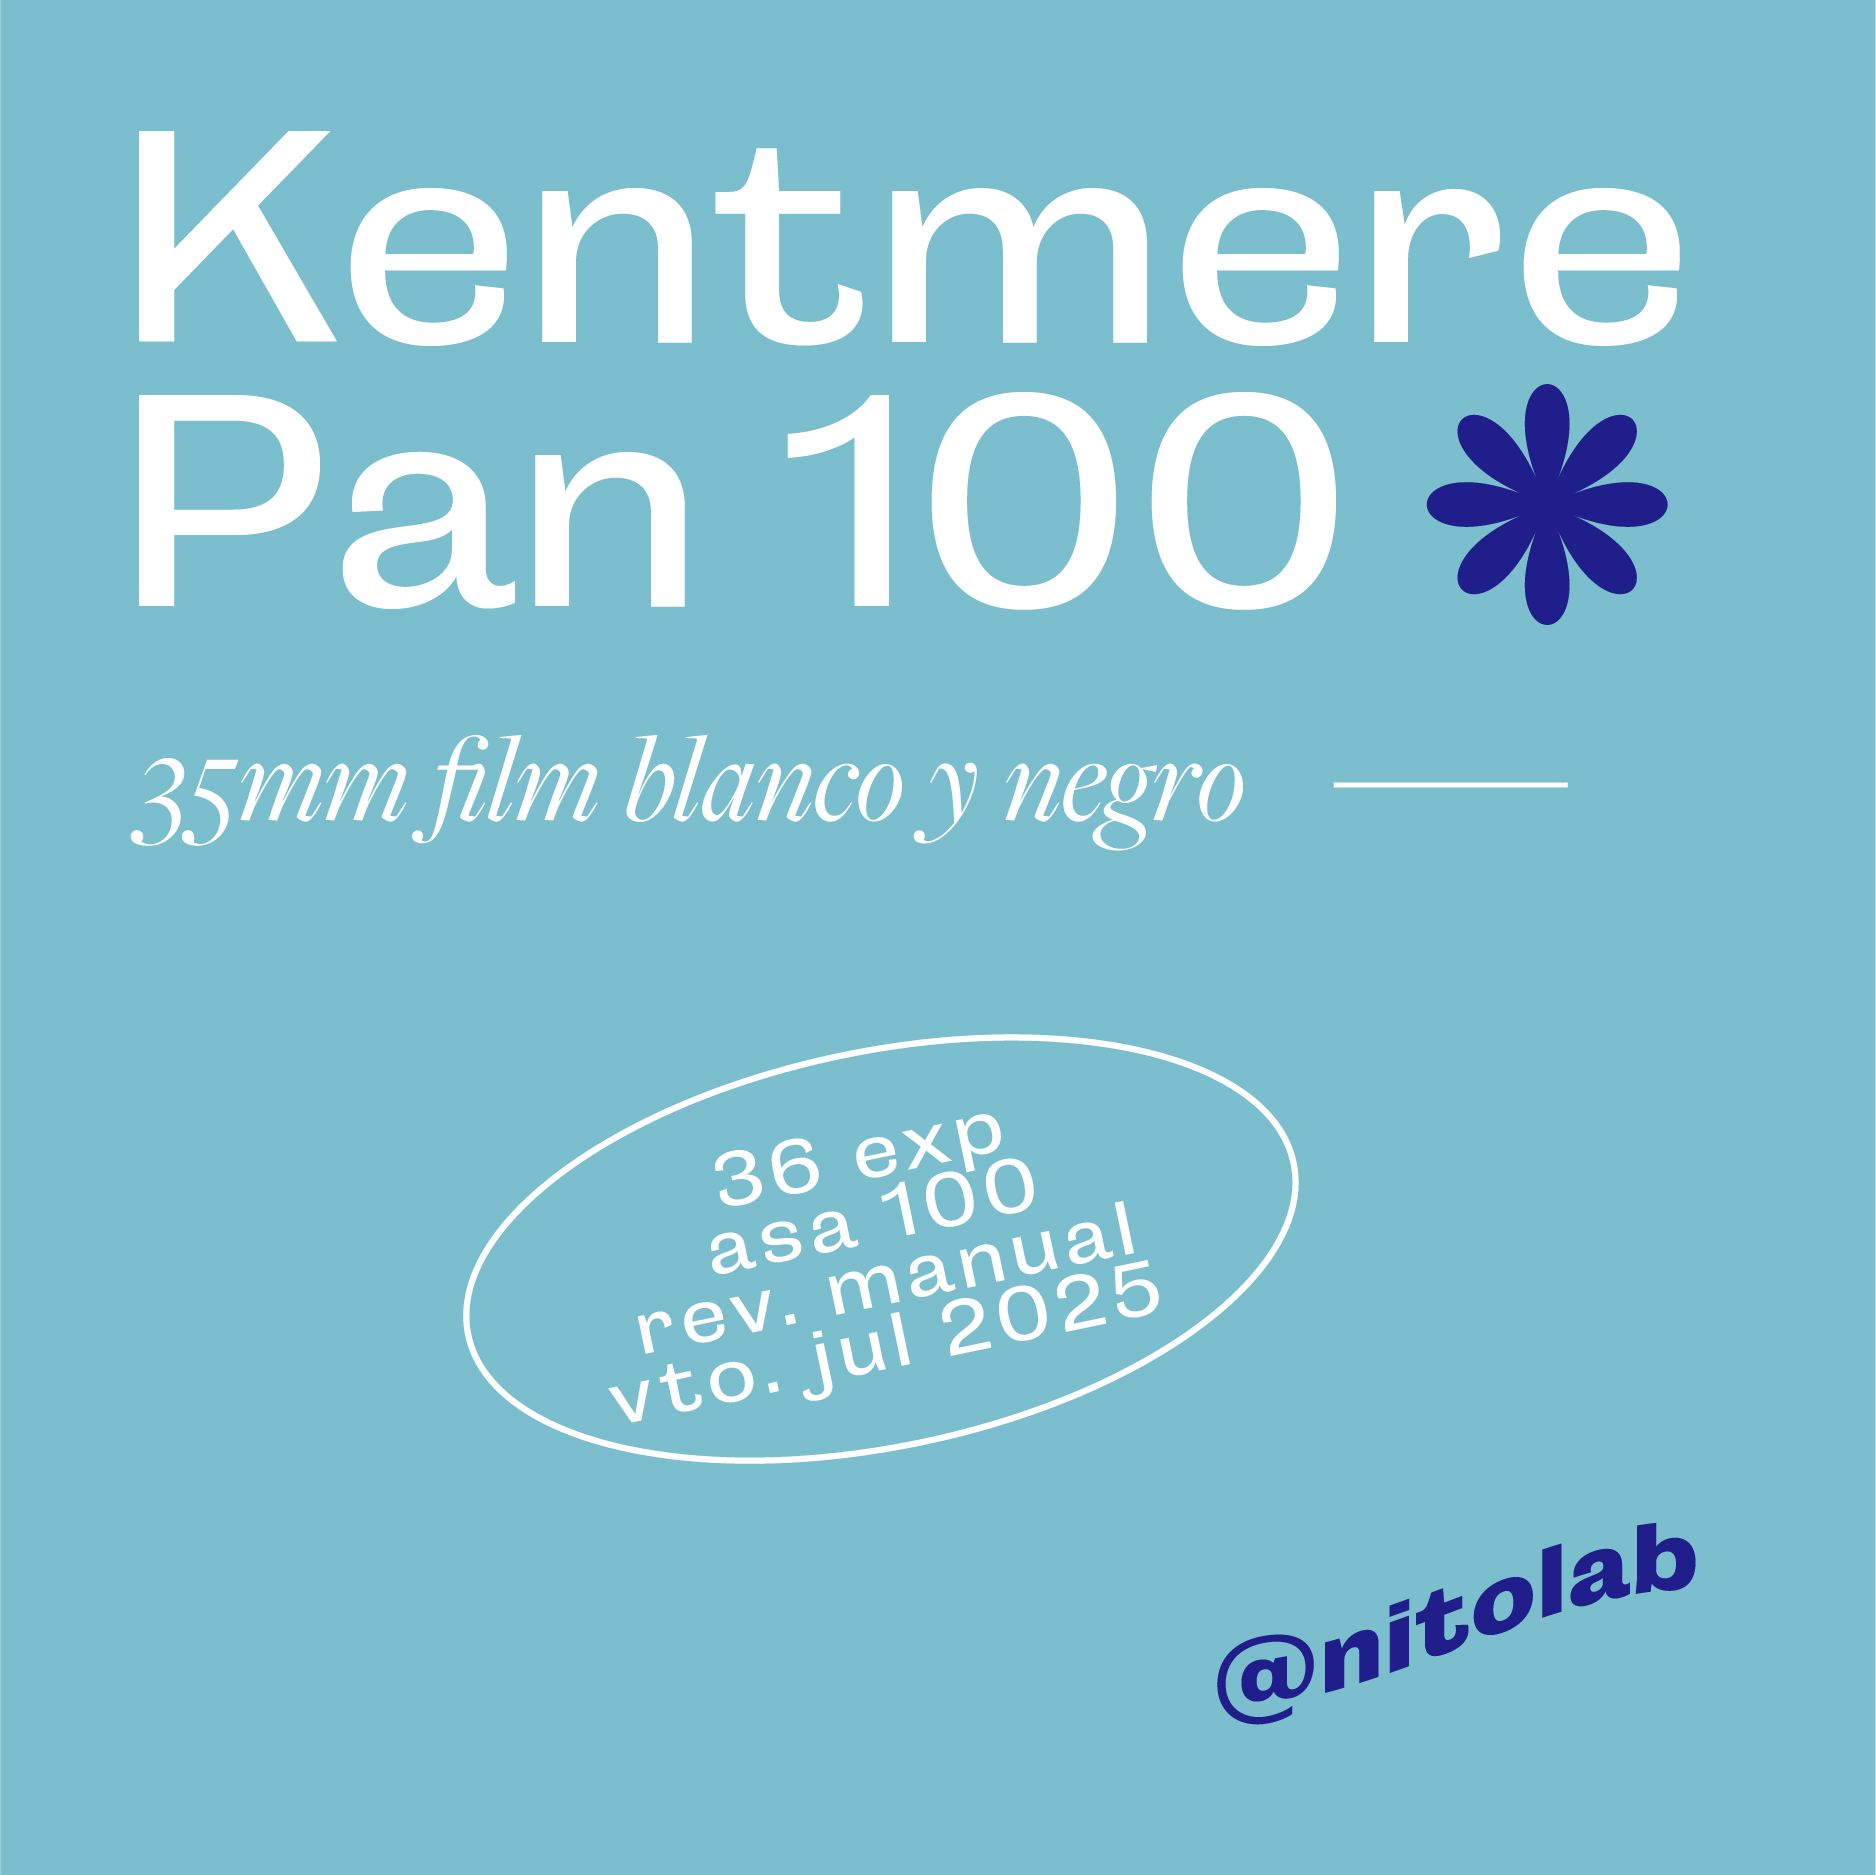 Kentmere
Pan 100
35mm film blanco y negro
36 exp
asa 100
rev. manual
vto. jul 2025
@nitolab